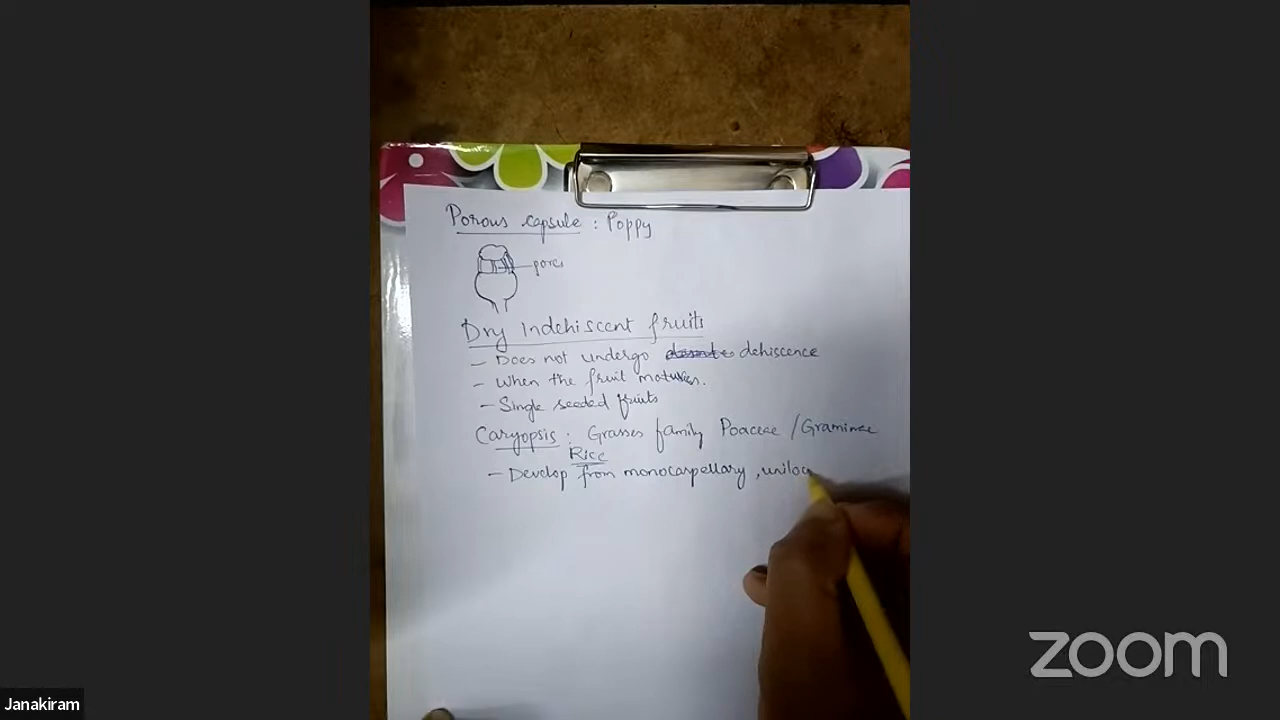 Porous capsule : Poppy
pores
Dry Indehiscent fruits
- Does not undergo dehiscence
- When the fruit matures.
- Single seeded fruits
Caryopsis : Grasses family Poaceae / Graminae
Rice
- Develop from monocarpellary , uniloc
zoom
Janakiram